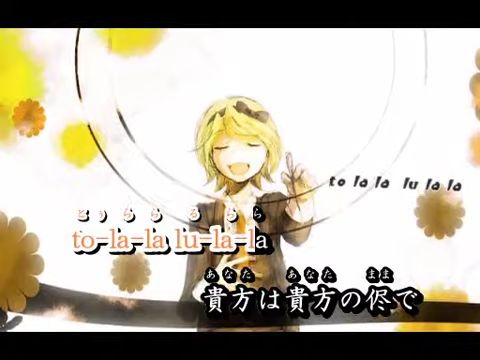 to la la lu la la
とぅ ら ら る ら ら
to-la-la lu-la-la
あなた あなた まま
貴方は貴方の侭で